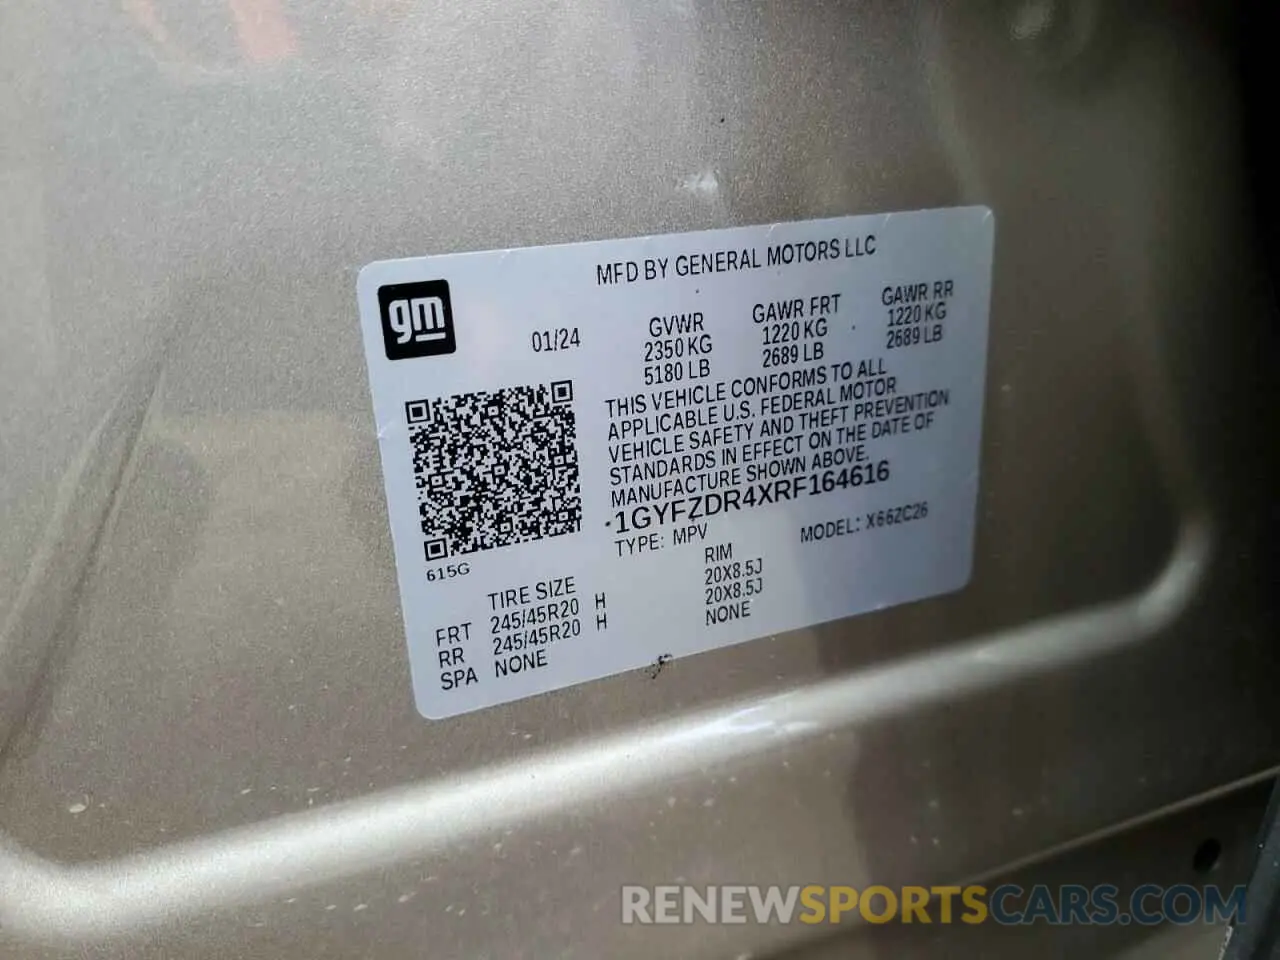 MFD BY GENERAL MOTORS LLC
gm
01/24
GVWR GAWR FRT GAWR RR
2350 KG 1220 KG 1220 KG
5180 LB 2689 LB 2689 LB
THIS VEHICLE CONFORMS TO ALL
APPLICABLE U.S. FEDERAL MOTOR
VEHICLE SAFETY AND THEFT PREVENTION
STANDARDS IN EFFECT ON THE DATE OF
MANUFACTURE SHOWN ABOVE.
1GYFZDR4XRF164616
TYPE: MPV MODEL: X66ZC26
615G
TIRE SIZE RIM
FRT 245/45R20 H 20X8.5J
RR 245/45R20 H 20X8.5J
SPA NONE NONE
RENEWSPORTSCARS.COM